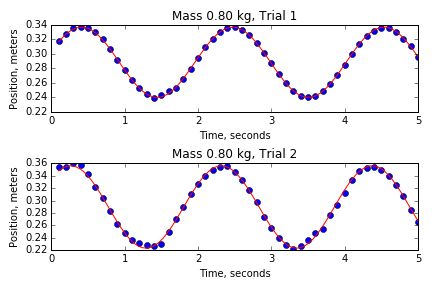 Mass 0.80 kg, Trial 1
Position, meters
0.34
0.32
0.30
0.28
0.26
0.24
0.22
0 1 2 3 4 5
Time, seconds
Mass 0.80 kg, Trial 2
Position, meters
0.36
0.34
0.32
0.30
0.28
0.26
0.24
0.22
0 1 2 3 4 5
Time, seconds